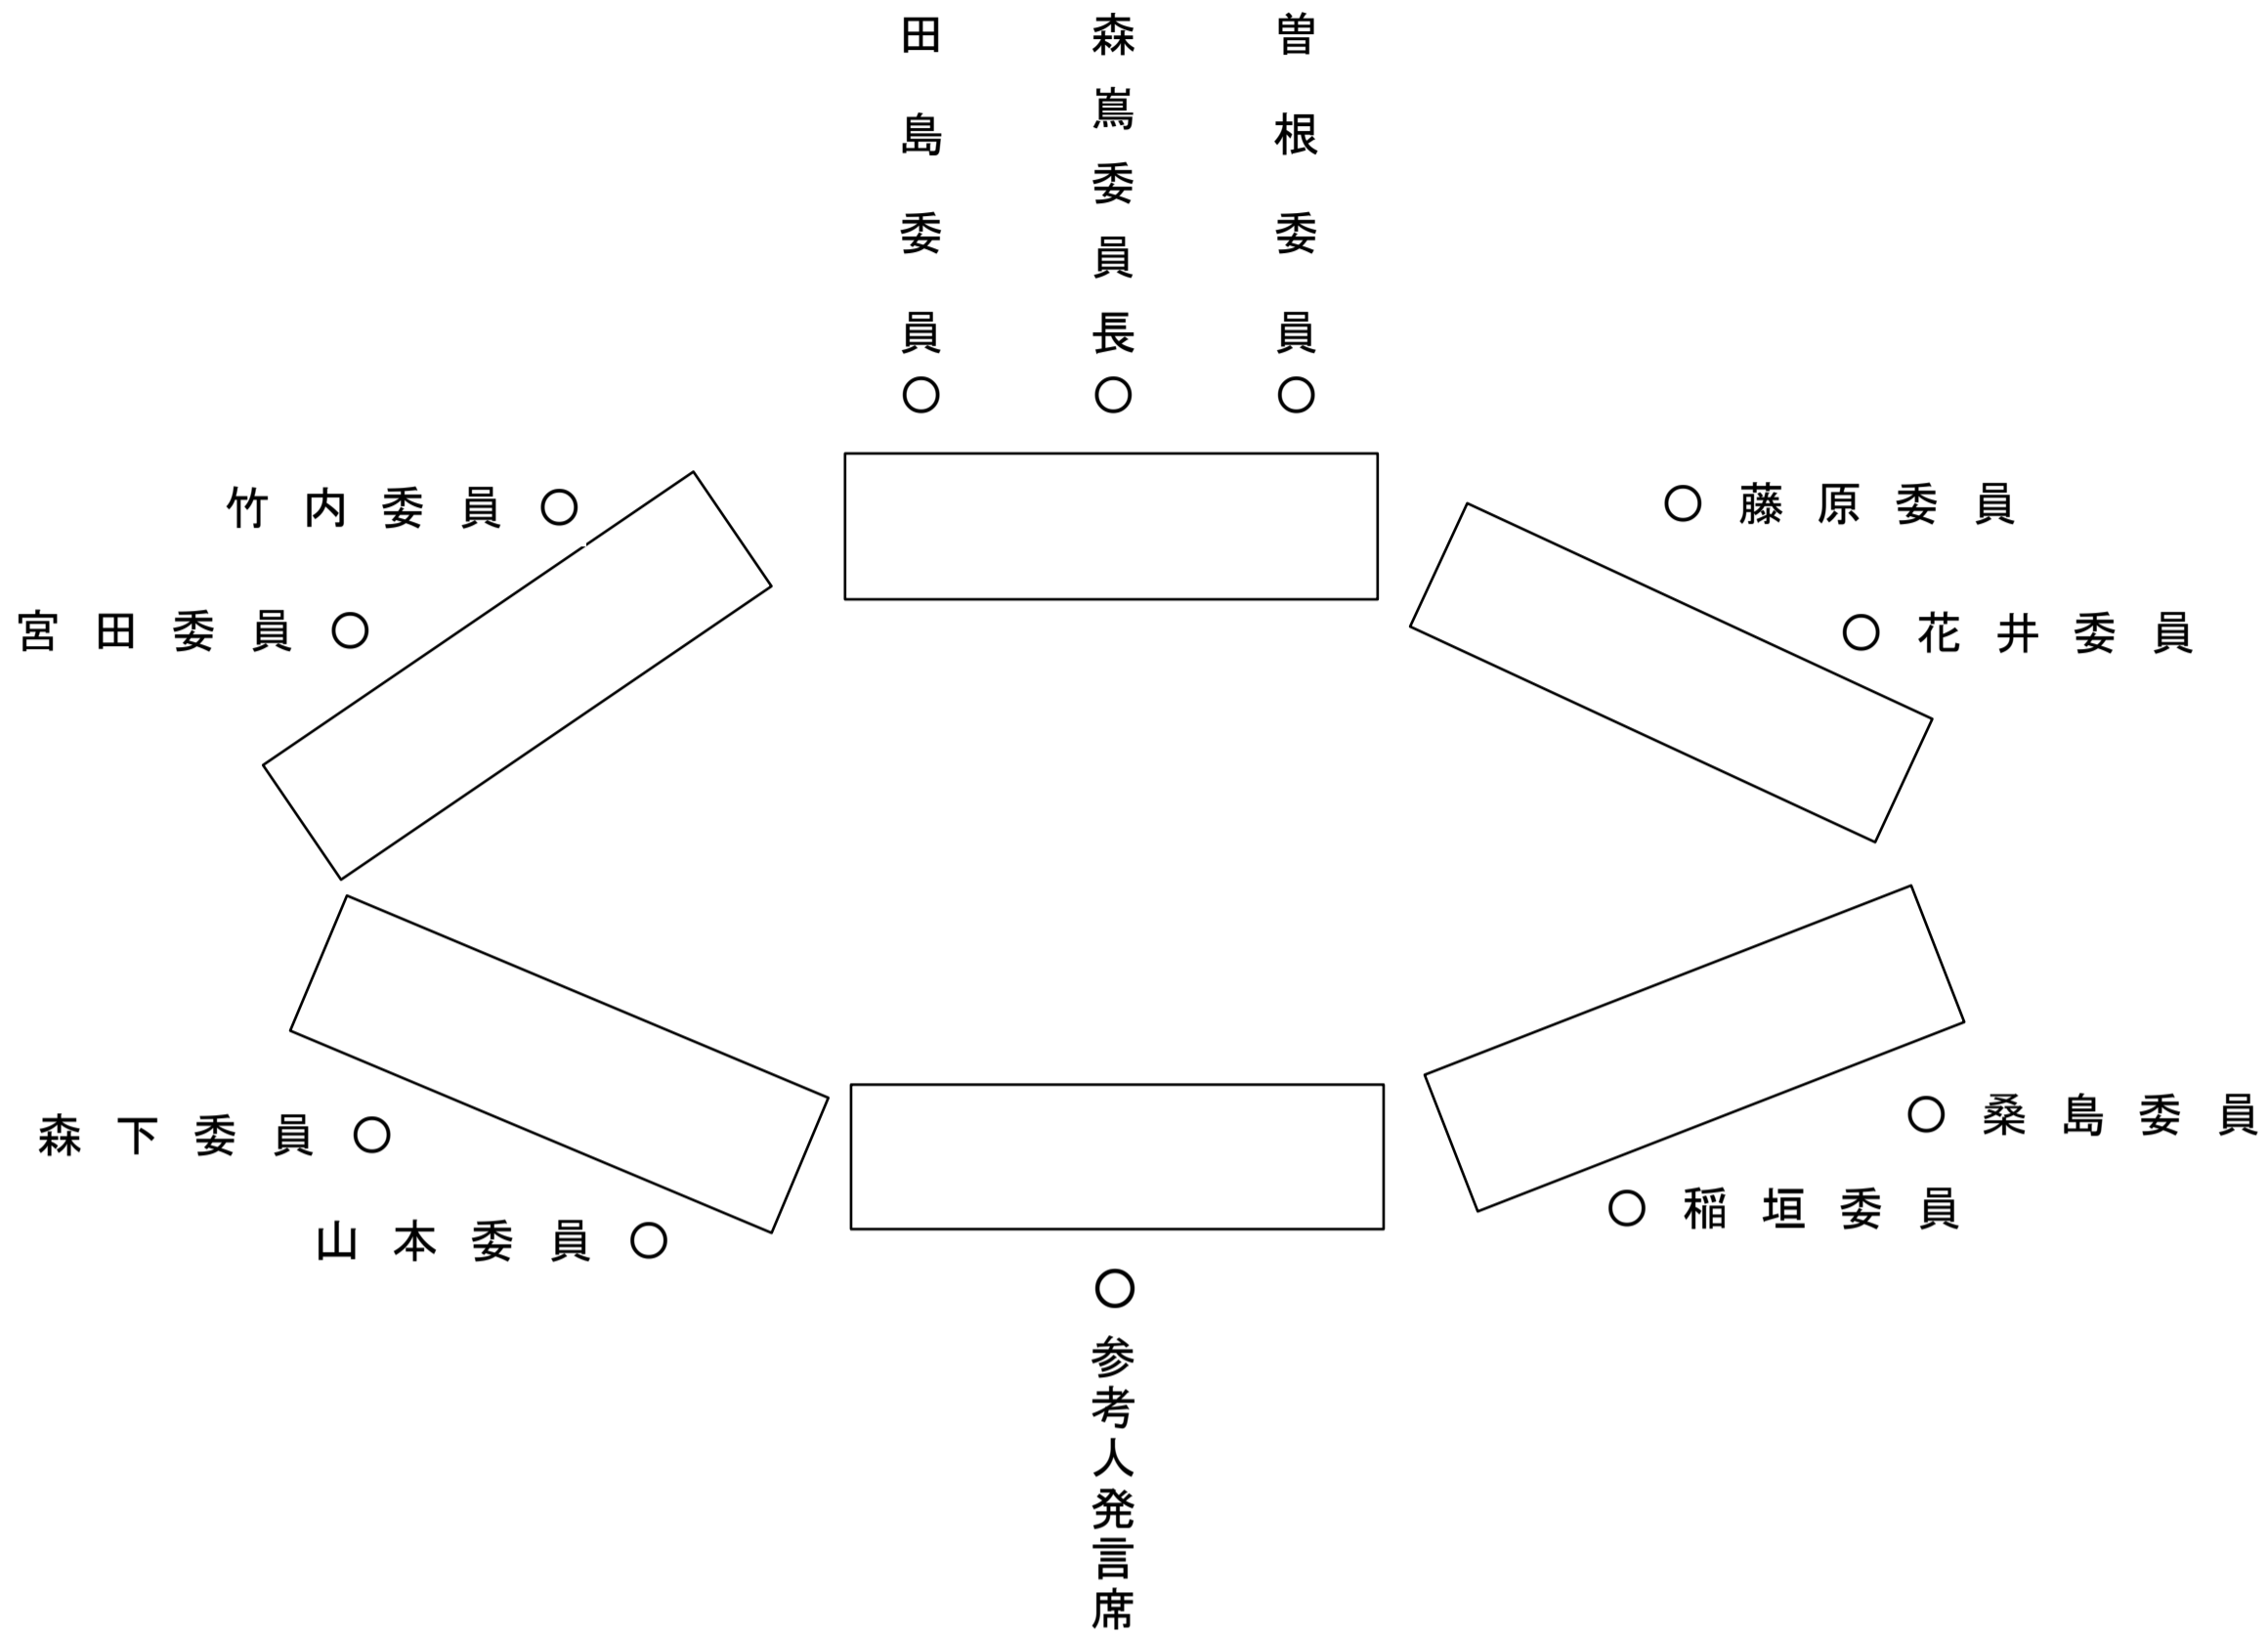 田島委員○
森蔦委員長○
曽根委員○
竹内委員○
○藤原委員
宮田委員○
○花井委員
森下委員○
○桑島委員
山木委員○
○稲垣委員
○参考人発言席